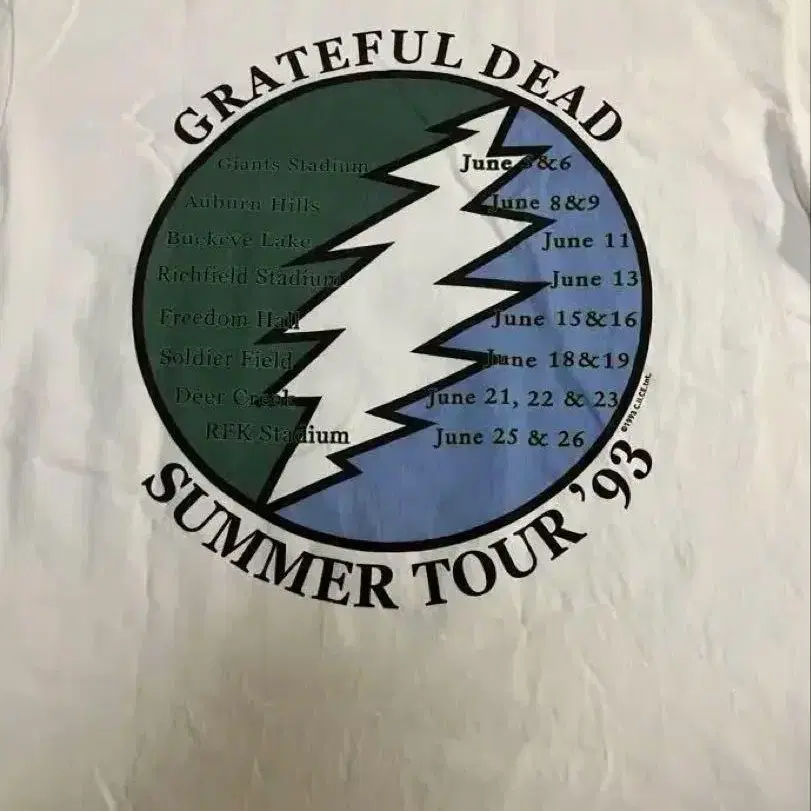 GRATEFUL DEAD
Giants Stadium June 5&6
Auburn Hills June 8&9
Buckeye Lake June 11
Richfield Stadium June 13
Freedom Hall June 15&16
Soldier Field June 18&19
Deer Creek June 21, 22 & 23
RFK Stadium June 25 & 26
©1993
SUMMER TOUR '93